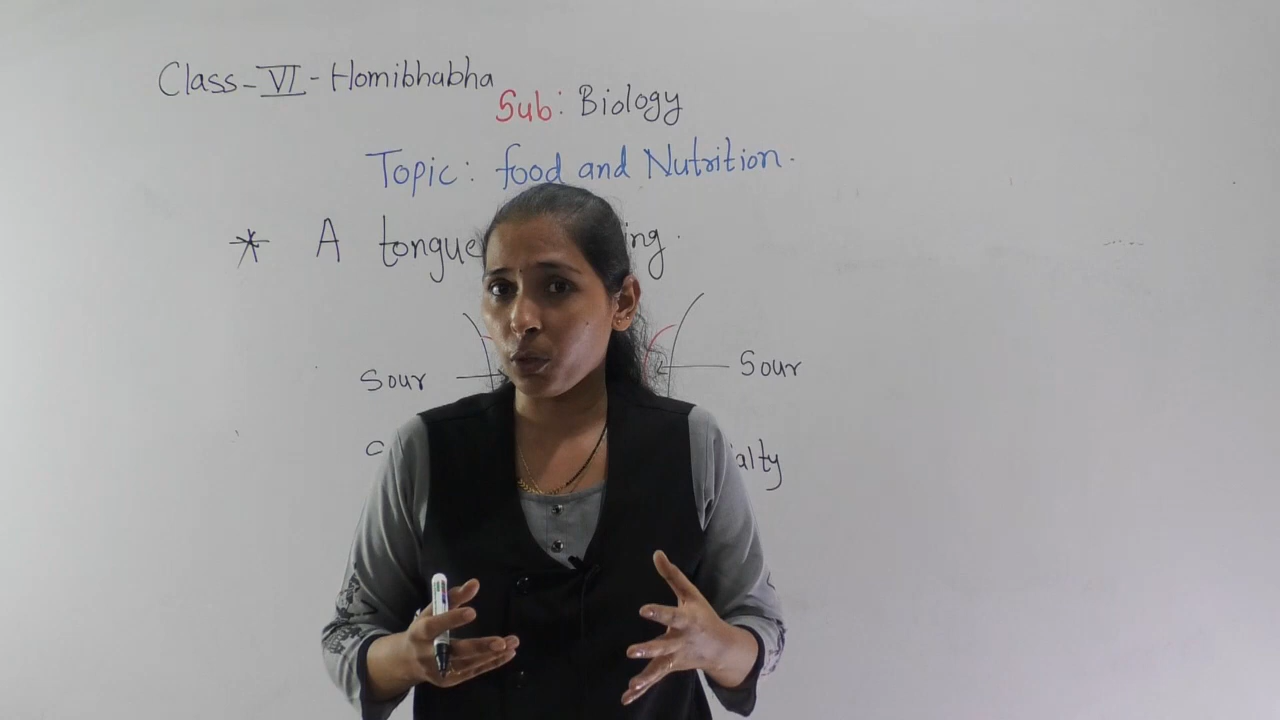 Class-VI-Homibhabha
Sub: Biology
Topic: food and Nutrition.
* A tongue
Sour
Sour